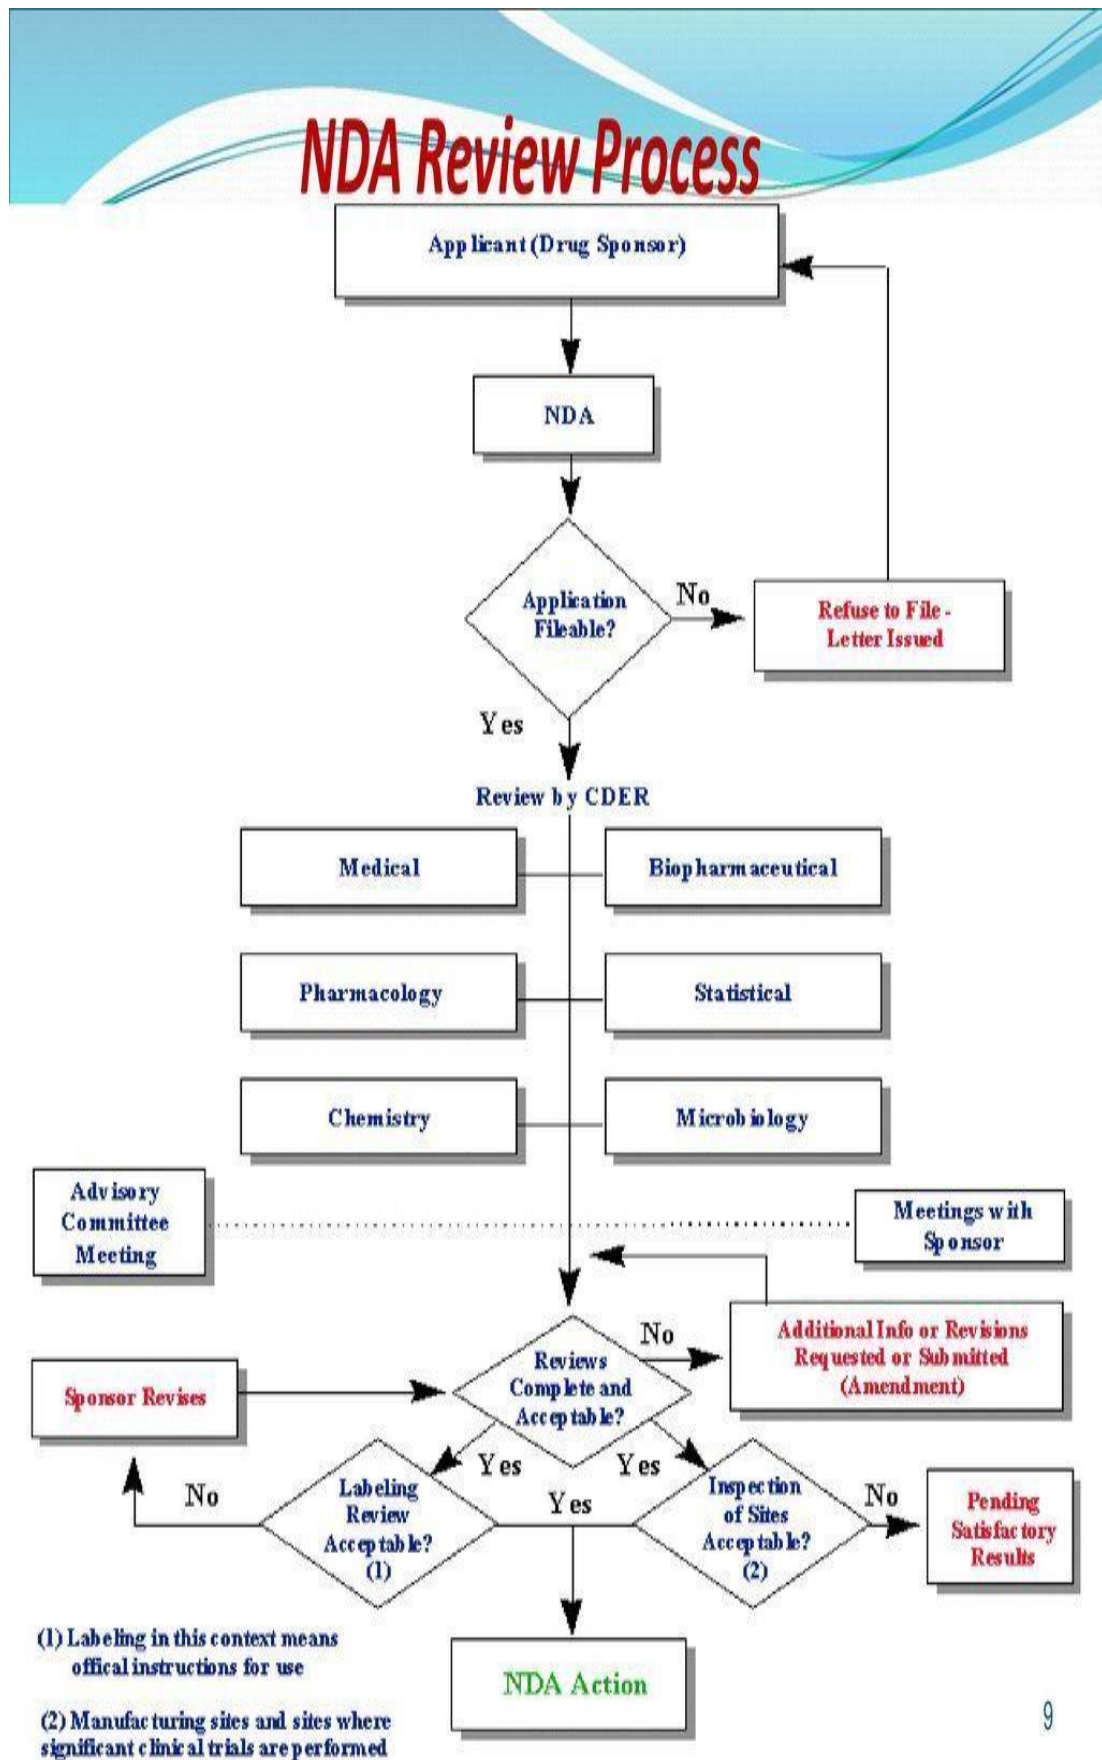 NDA Review Process
Applicant (Drug Sponsor)
NDA
Application
Fileable?
No
Refuse to File -
Letter Issued
Yes
Review by CDER
Medical
Biopharmaceutical
Pharmacology
Statistical
Chemistry
Microbiology
Advisory
Committee
Meeting
Meetings with
Sponsor
Reviews
Complete and
Acceptable?
No
Additional Info or Revisions
Requested or Submitted
(Amendment)
Sponsor Revises
Yes
Yes
No
Labeling
Review
Acceptable?
(1)
Yes
Inspection
of Sites
Acceptable?
(2)
No
Pending
Satisfactory
Results
(1) Labeling in this context means
offical instructions for use
NDA Action
(2) Manufacturing sites and sites where
significant clinical trials are performed
9